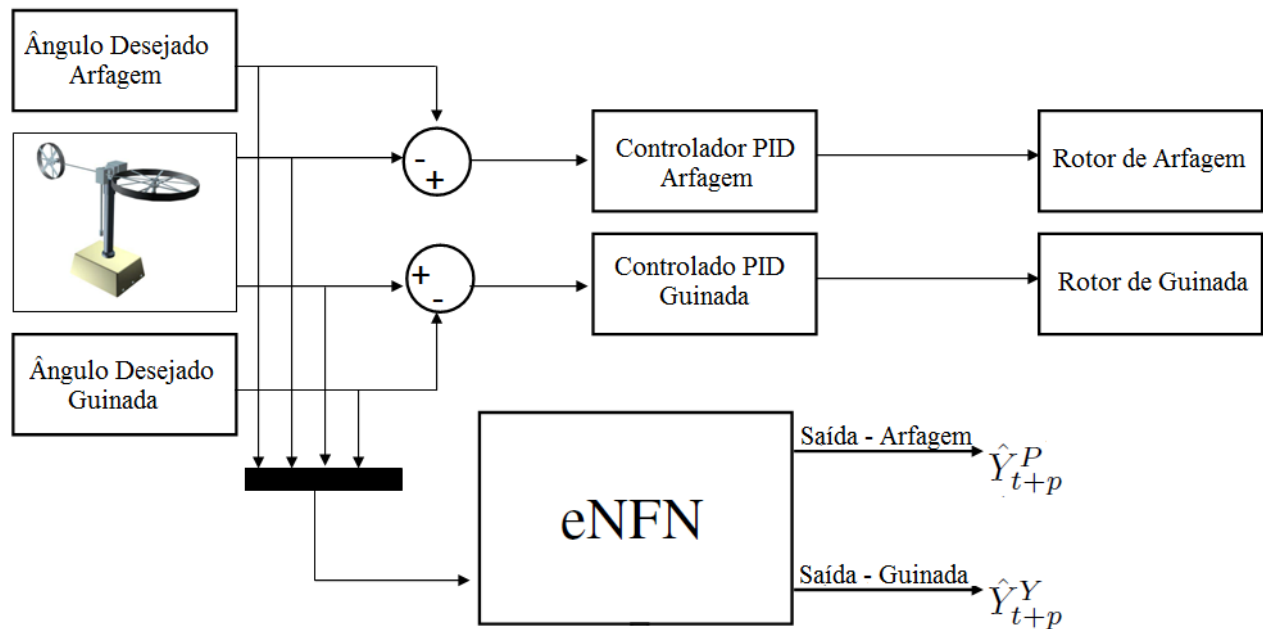 Ângulo Desejado
Arfagem
-
+
Controlador PID
Arfagem
Rotor de Arfagem
+
-
Controlado PID
Guinada
Rotor de Guinada
Ângulo Desejado
Guinada
eNFN
Saída - Arfagem
Ŷ^P_{t+p}
Saída - Guinada
Ŷ^Y_{t+p}